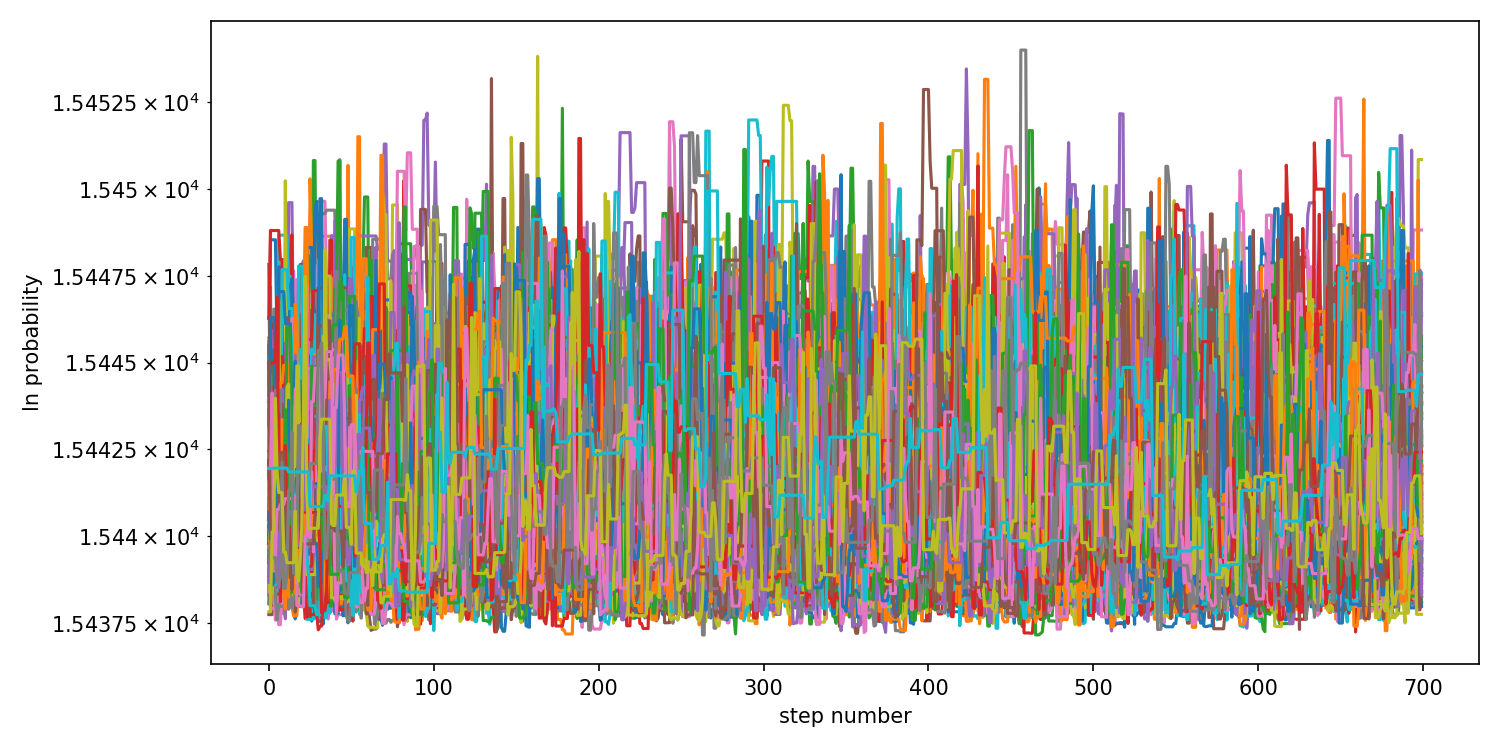 ln probability
1.54525 × 10⁴
1.545 × 10⁴
1.54475 × 10⁴
1.5445 × 10⁴
1.54425 × 10⁴
1.544 × 10⁴
1.54375 × 10⁴
0 100 200 300 400 500 600 700
step number